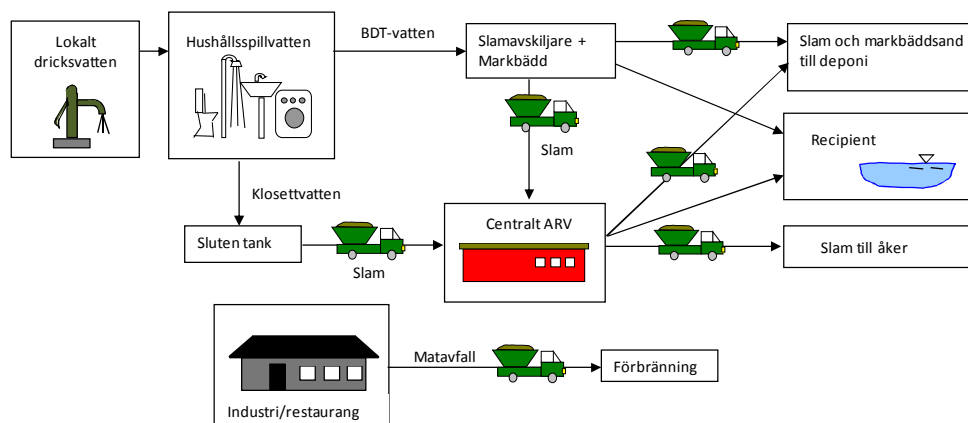 Lokalt
dricksvatten
Hushållsspillvatten
BDT-vatten
Slamavskiljare +
Markbädd
Slam och markbäddsand
till deponi
Slam
Recipient
Klosettvatten
Sluten tank
Slam
Centralt ARV
Slam till åker
Industri/restaurang
Matavfall
Förbränning